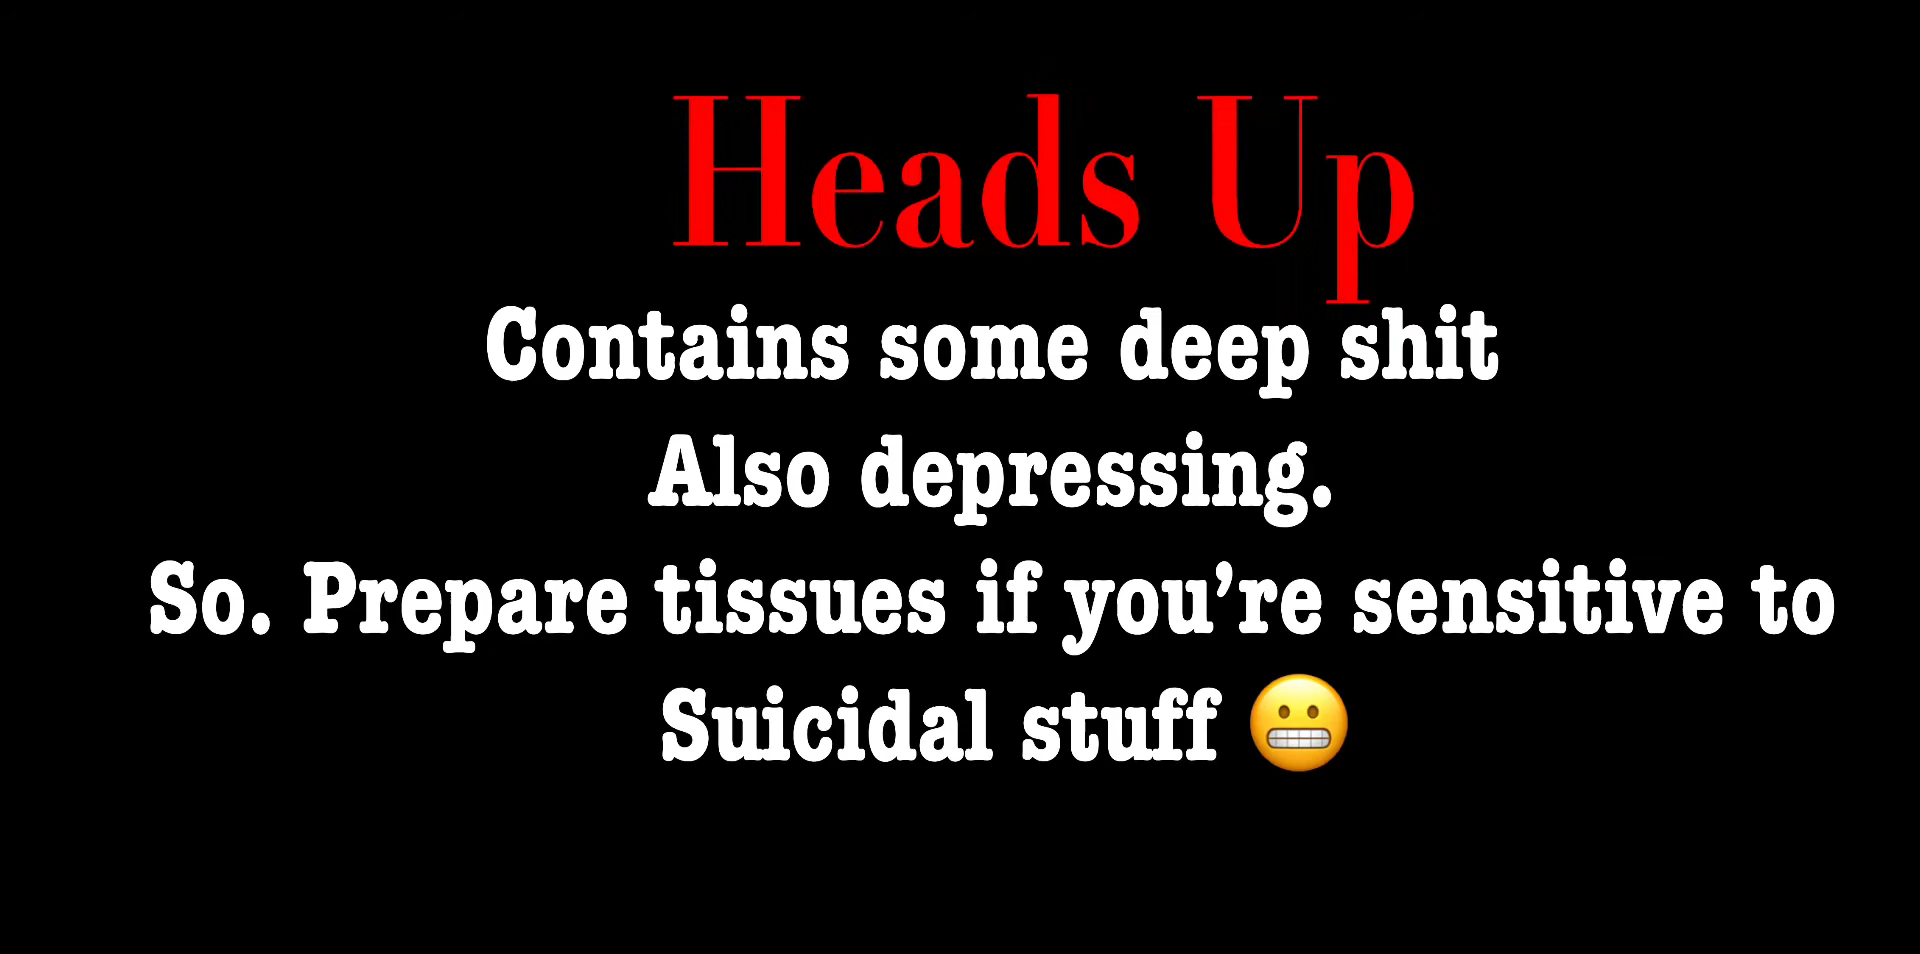 Heads Up
Contains some deep shit
Also depressing.
So. Prepare tissues if you’re sensitive to
Suicidal stuff 😬